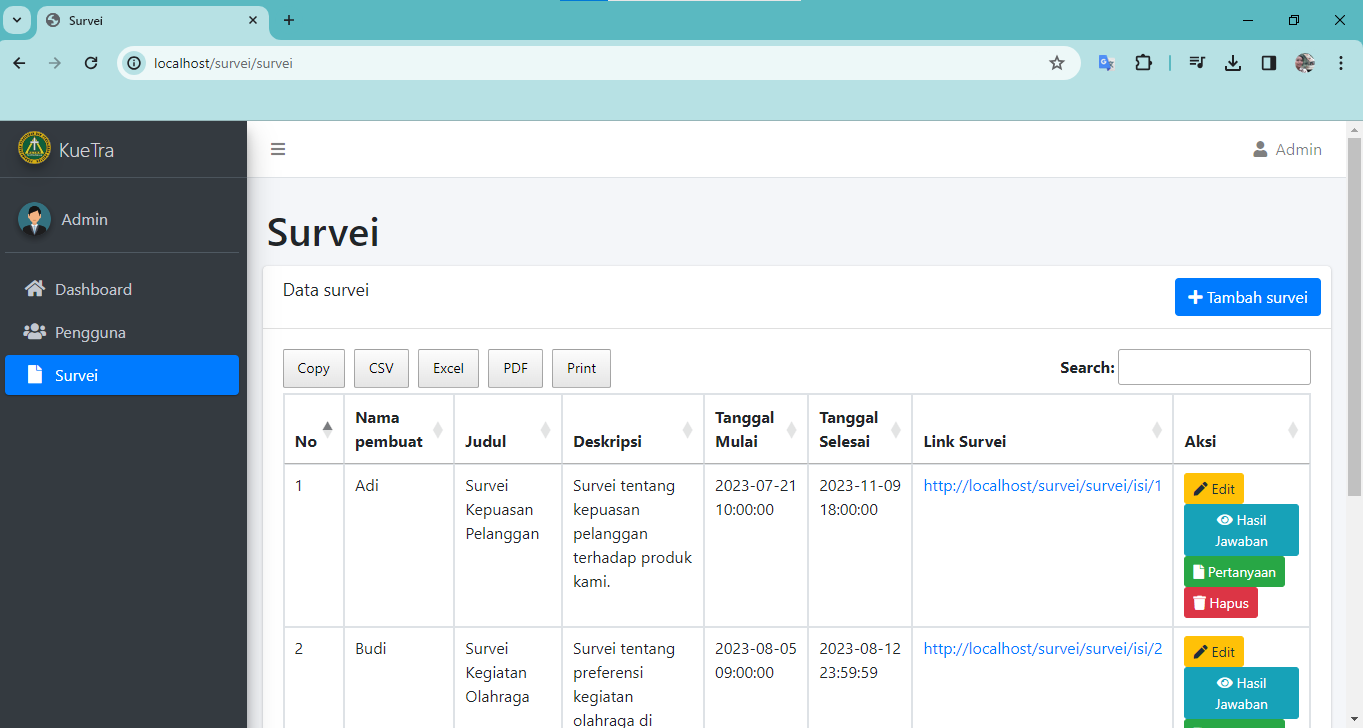 Survei
localhost/survei/survei
KueTra
Admin
Admin
Dashboard
Pengguna
Survei
Survei
Data survei
Tambah survei
Copy CSV Excel PDF Print
Search:
No
Nama
pembuat
Judul
Deskripsi
Tanggal
Mulai
Tanggal
Selesai
Link Survei
Aksi
1
Adi
Survei
Kepuasan
Pelanggan
Survei tentang
kepuasan
pelanggan
terhadap produk
kami.
2023-07-21
10:00:00
2023-11-09
18:00:00
http://localhost/survei/survei/isi/1
Edit
Hasil
Jawaban
Pertanyaan
Hapus
2
Budi
Survei
Kegiatan
Olahraga
Survei tentang
preferensi
kegiatan
olahraga di
2023-08-05
09:00:00
2023-08-12
23:59:59
http://localhost/survei/survei/isi/2
Edit
Hasil
Jawaban